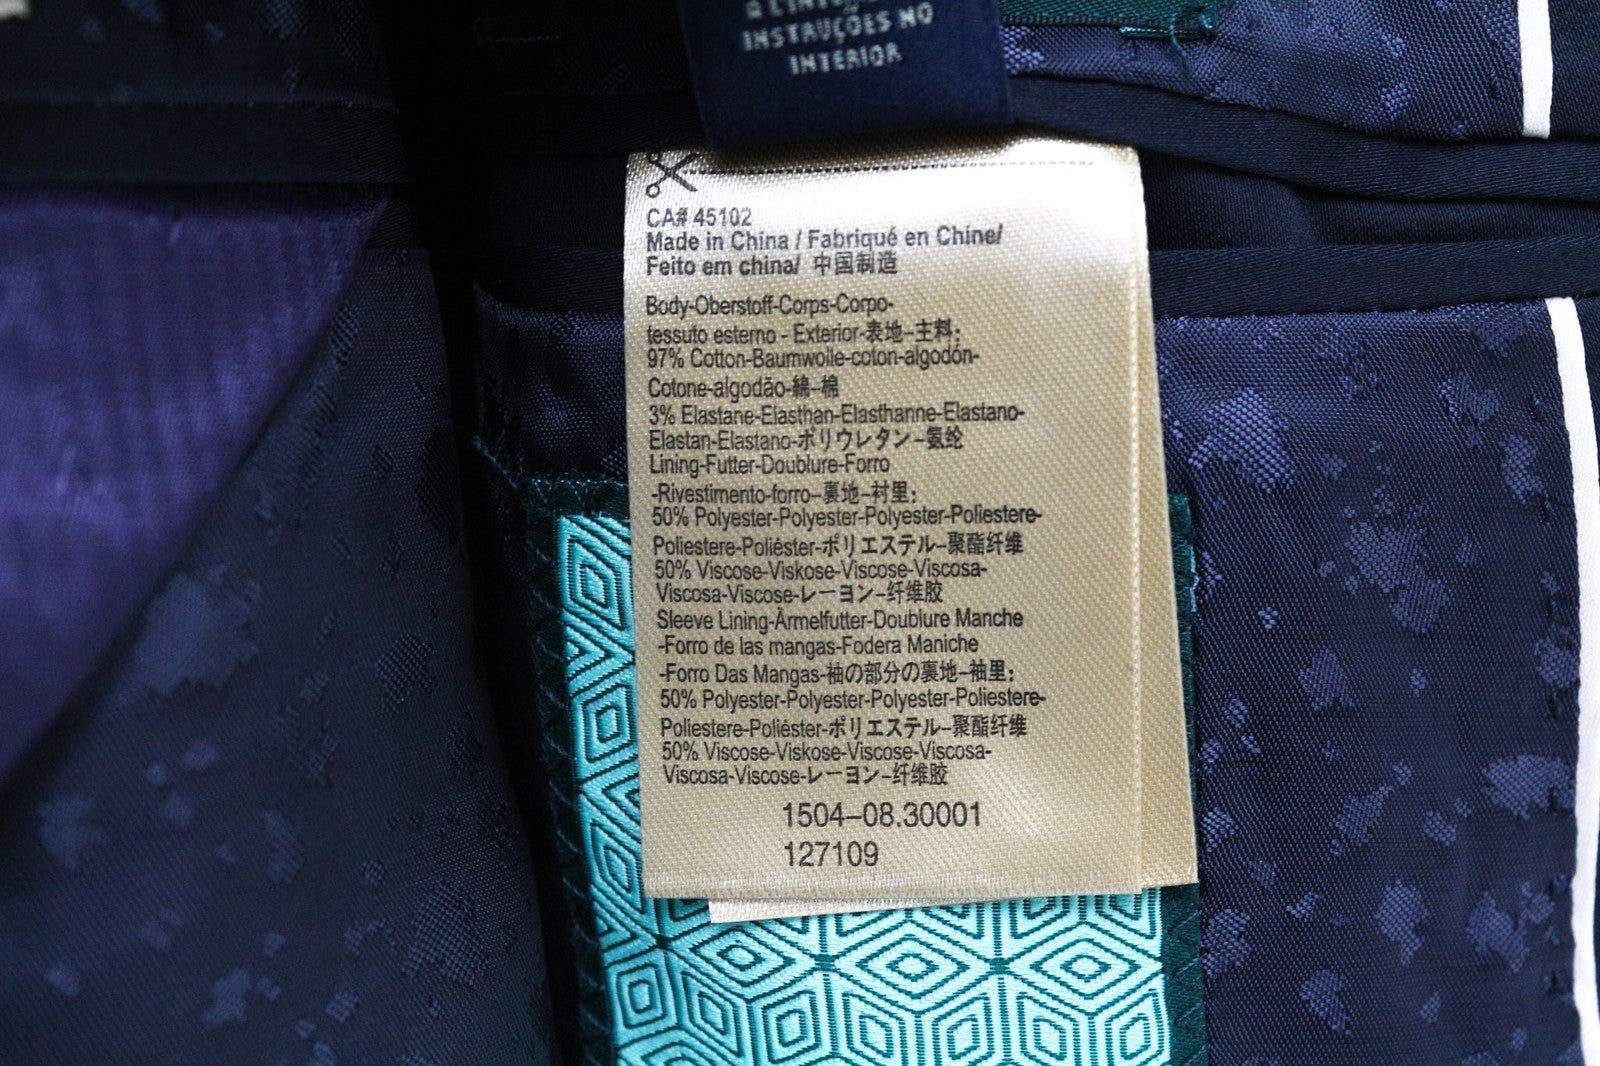 INSTRUÇÕES NO
INTERIOR
CA# 45102
Made in China / Fabriqué en Chine/
Feito em china/ 中国制造
Body-Oberstoff-Corps-Corpo-
tessuto esterno - Exterior-表地–主料:
97% Cotton-Baumwolle-coton-algodón-
Cotone-algodão-綿–棉
3% Elastane-Elasthan-Elasthanne-Elastano-
Elastan-Elastano-ポリウレタン–氨纶
Lining-Futter-Doublure-Forro
-Rivestimento-forro–裏地–衬里:
50% Polyester-Polyester-Polyester-Poliestere-
Poliestere-Poliéster-ポリエステル–聚酯纤维
50% Viscose-Viskose-Viscose-Viscosa-
Viscosa-Viscose-レーヨン–纤维胶
Sleeve Lining-Ärmelfutter-Doublure Manche
-Forro de las mangas-Fodera Maniche
-Forro Das Mangas-袖の部分の裏地–袖里:
50% Polyester-Polyester-Polyester-Poliestere-
Poliestere-Poliéster-ポリエステル–聚酯纤维
50% Viscose-Viskose-Viscose-Viscosa-
Viscosa-Viscose-レーヨン–纤维胶
1504–08.30001
127109